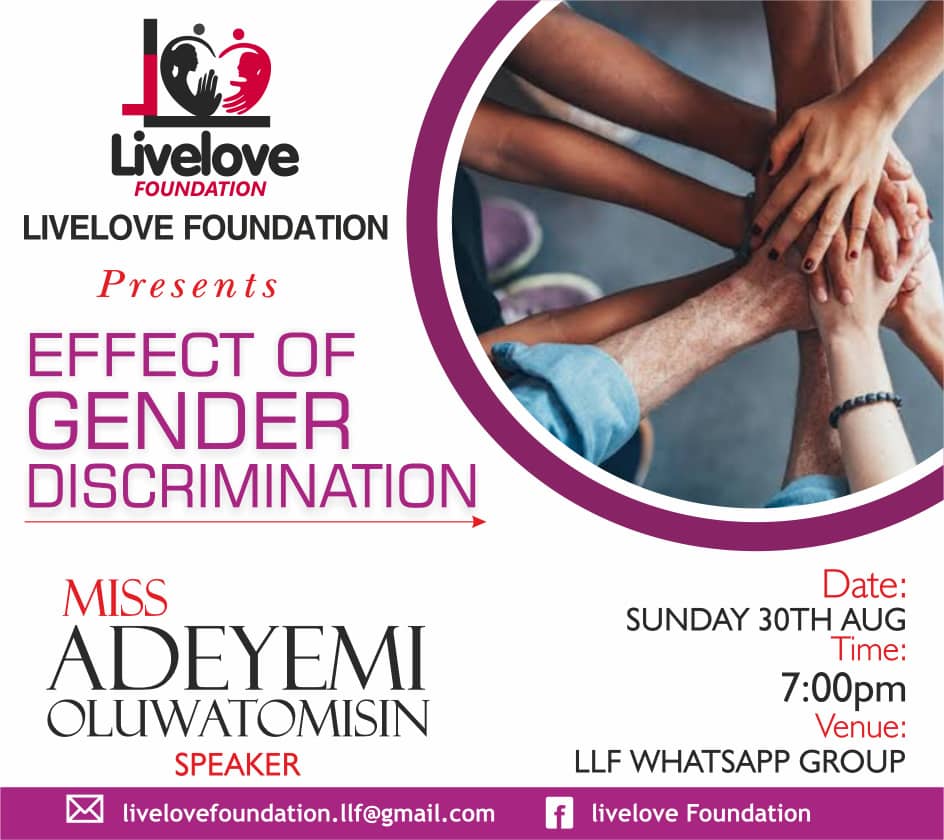 Livelove
FOUNDATION
LIVELOVE FOUNDATION
Presents
EFFECT OF
GENDER
DISCRIMINATION
MISS
ADEYEMI
OLUWATOMISIN
SPEAKER
Date:
SUNDAY 30TH AUG
Time:
7:00pm
Venue:
LLF WHATSAPP GROUP
livelovefoundation.llf@gmail.com
livelove Foundation